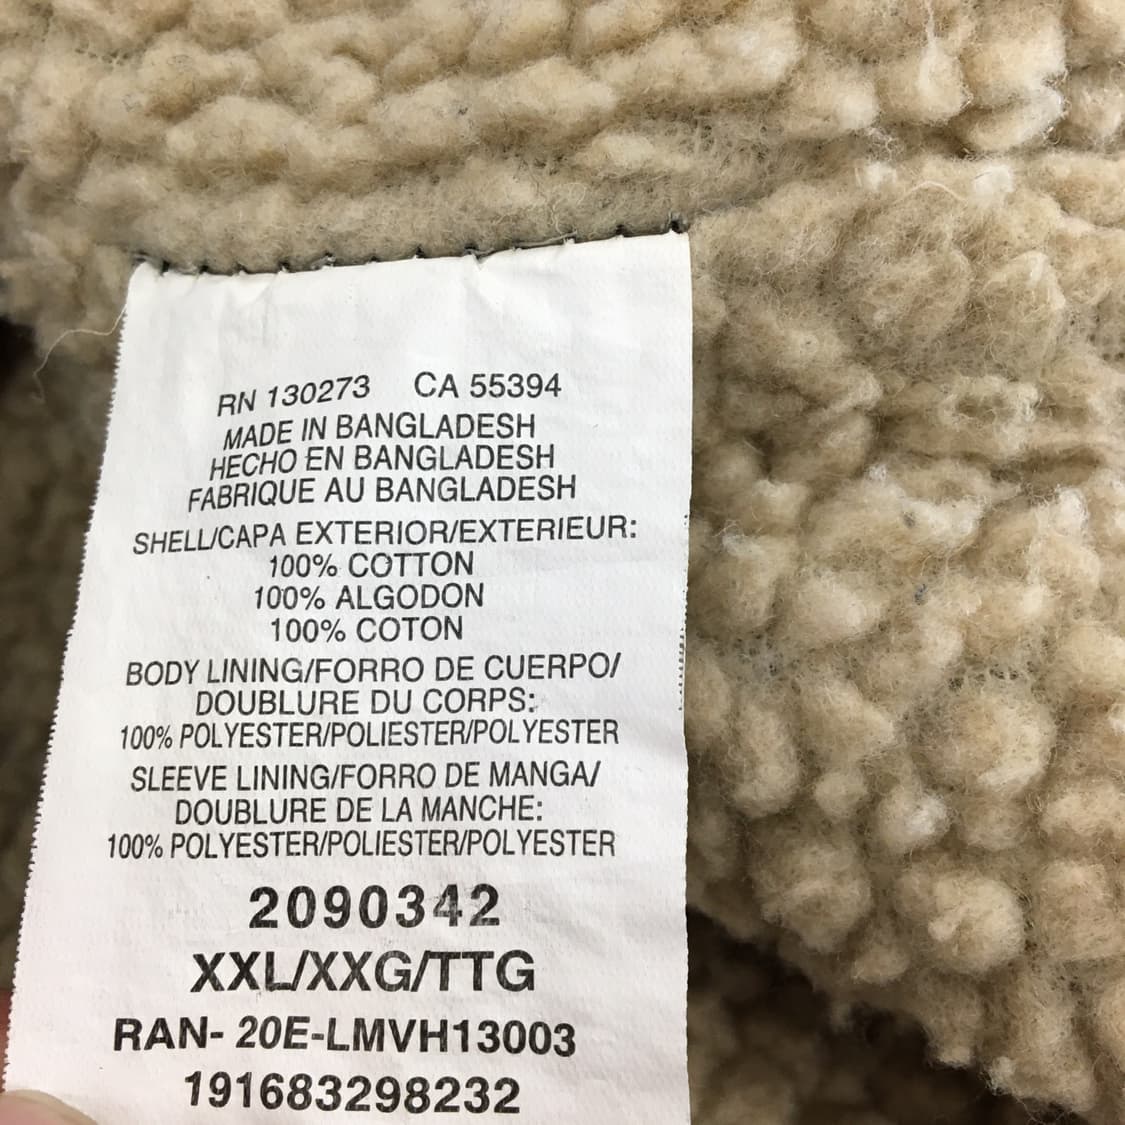 RN 130273 CA 55394
MADE IN BANGLADESH
HECHO EN BANGLADESH
FABRIQUE AU BANGLADESH
SHELL/CAPA EXTERIOR/EXTERIEUR:
100% COTTON
100% ALGODON
100% COTON
BODY LINING/FORRO DE CUERPO/
DOUBLURE DU CORPS:
100% POLYESTER/POLIESTER/POLYESTER
SLEEVE LINING/FORRO DE MANGA/
DOUBLURE DE LA MANCHE:
100% POLYESTER/POLIESTER/POLYESTER
2090342
XXL/XXG/TTG
RAN- 20E-LMVH13003
191683298232